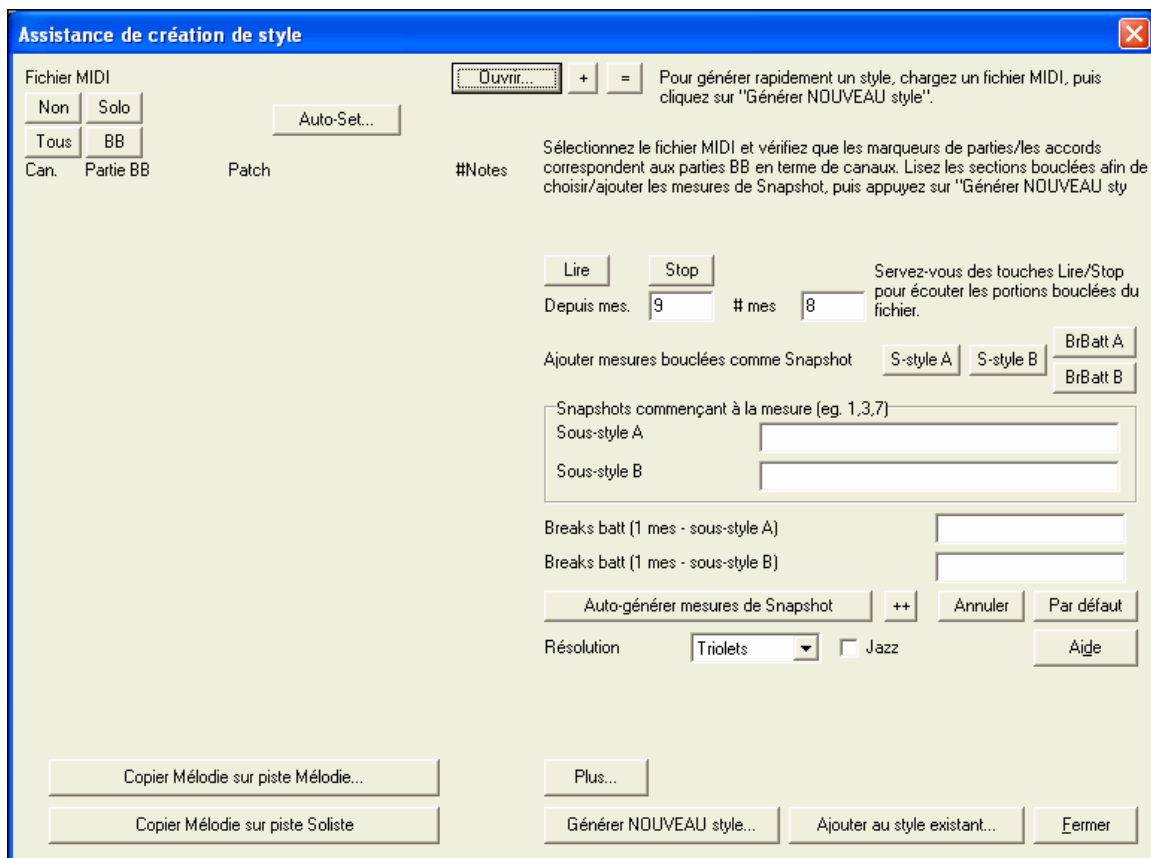 Assistance de création de style
Fichier MIDI
Non Solo
Tous BB
Auto-Set...
Can. Partie BB Patch #Notes
Ouvrir... + =
Pour générer rapidement un style, chargez un fichier MIDI, puis
cliquez sur "Générer NOUVEAU style".
Sélectionnez le fichier MIDI et vérifiez que les marqueurs de parties/les accords
correspondent aux parties BB en terme de canaux. Lisez les sections bouclées afin de
choisir/ajouter les mesures de Snapshot, puis appuyez sur "Générer NOUVEAU sty
Lire Stop
Servez-vous des touches Lire/Stop
pour écouter les portions bouclées du
fichier.
Depuis mes. 9 # mes 8
Ajouter mesures bouclées comme Snapshot S-style A S-style B
BrBatt A
BrBatt B
Snapshots commençant à la mesure (eg. 1,3,7)
Sous-style A
Sous-style B
Breaks batt (1 mes - sous-style A)
Breaks batt (1 mes - sous-style B)
Auto-générer mesures de Snapshot ++ Annuler Par défaut
Résolution Triolets Jazz Aide
Copier Mélodie sur piste Mélodie...
Copier Mélodie sur piste Soliste
Plus...
Générer NOUVEAU style... Ajouter au style existant... Fermer